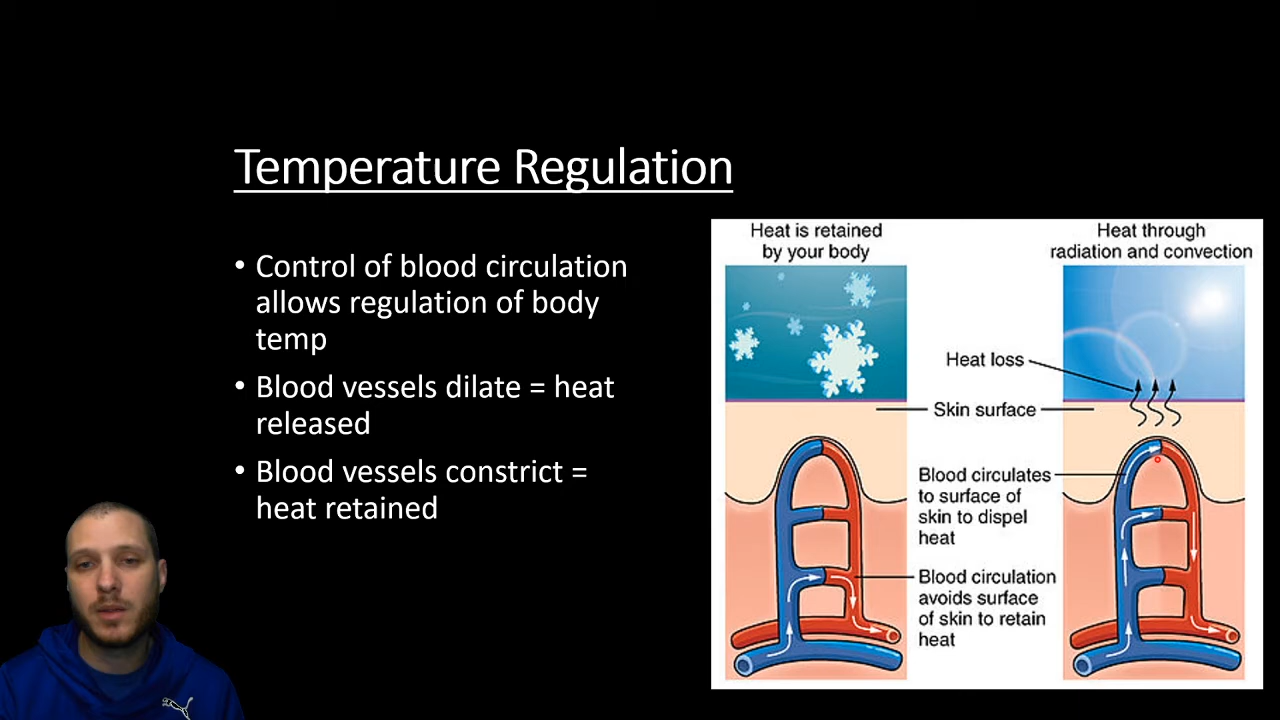 Temperature Regulation
• Control of blood circulation
allows regulation of body
temp
• Blood vessels dilate = heat
released
• Blood vessels constrict =
heat retained
Heat is retained
by your body
Heat through
radiation and convection
Heat loss
Skin surface
Blood circulates
to surface of
skin to dispel
heat
Blood circulation
avoids surface
of skin to retain
heat